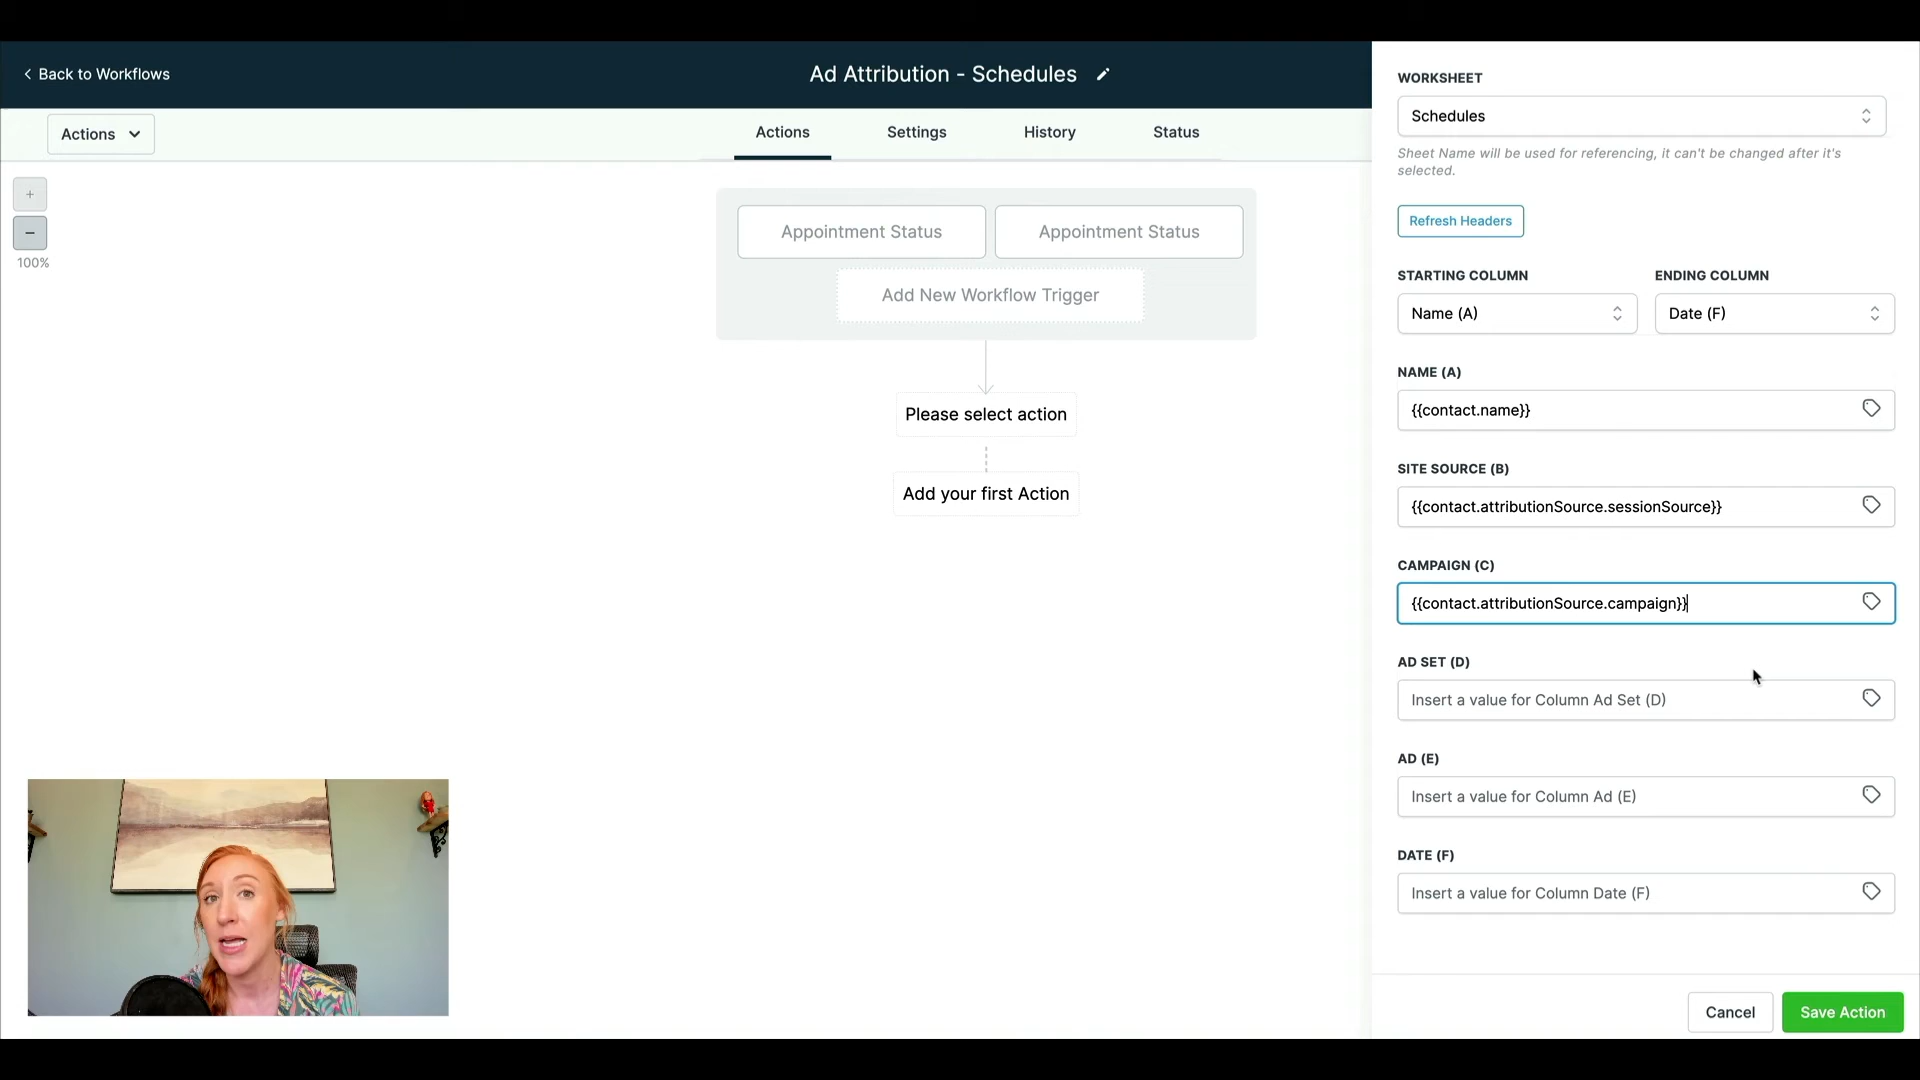 Back to Workflows
Ad Attribution - Schedules
Actions
Actions
Settings
History
Status
+
−
100%
Appointment Status
Appointment Status
Add New Workflow Trigger
Please select action
Add your first Action
WORKSHEET
Schedules
Sheet Name will be used for referencing, it can't be changed after it's
selected.
Refresh Headers
STARTING COLUMN
ENDING COLUMN
Name (A)
Date (F)
NAME (A)
{{contact.name}}
SITE SOURCE (B)
{{contact.attributionSource.sessionSource}}
CAMPAIGN (C)
{{contact.attributionSource.campaign}}
AD SET (D)
Insert a value for Column Ad Set (D)
AD (E)
Insert a value for Column Ad (E)
DATE (F)
Insert a value for Column Date (F)
Cancel
Save Action